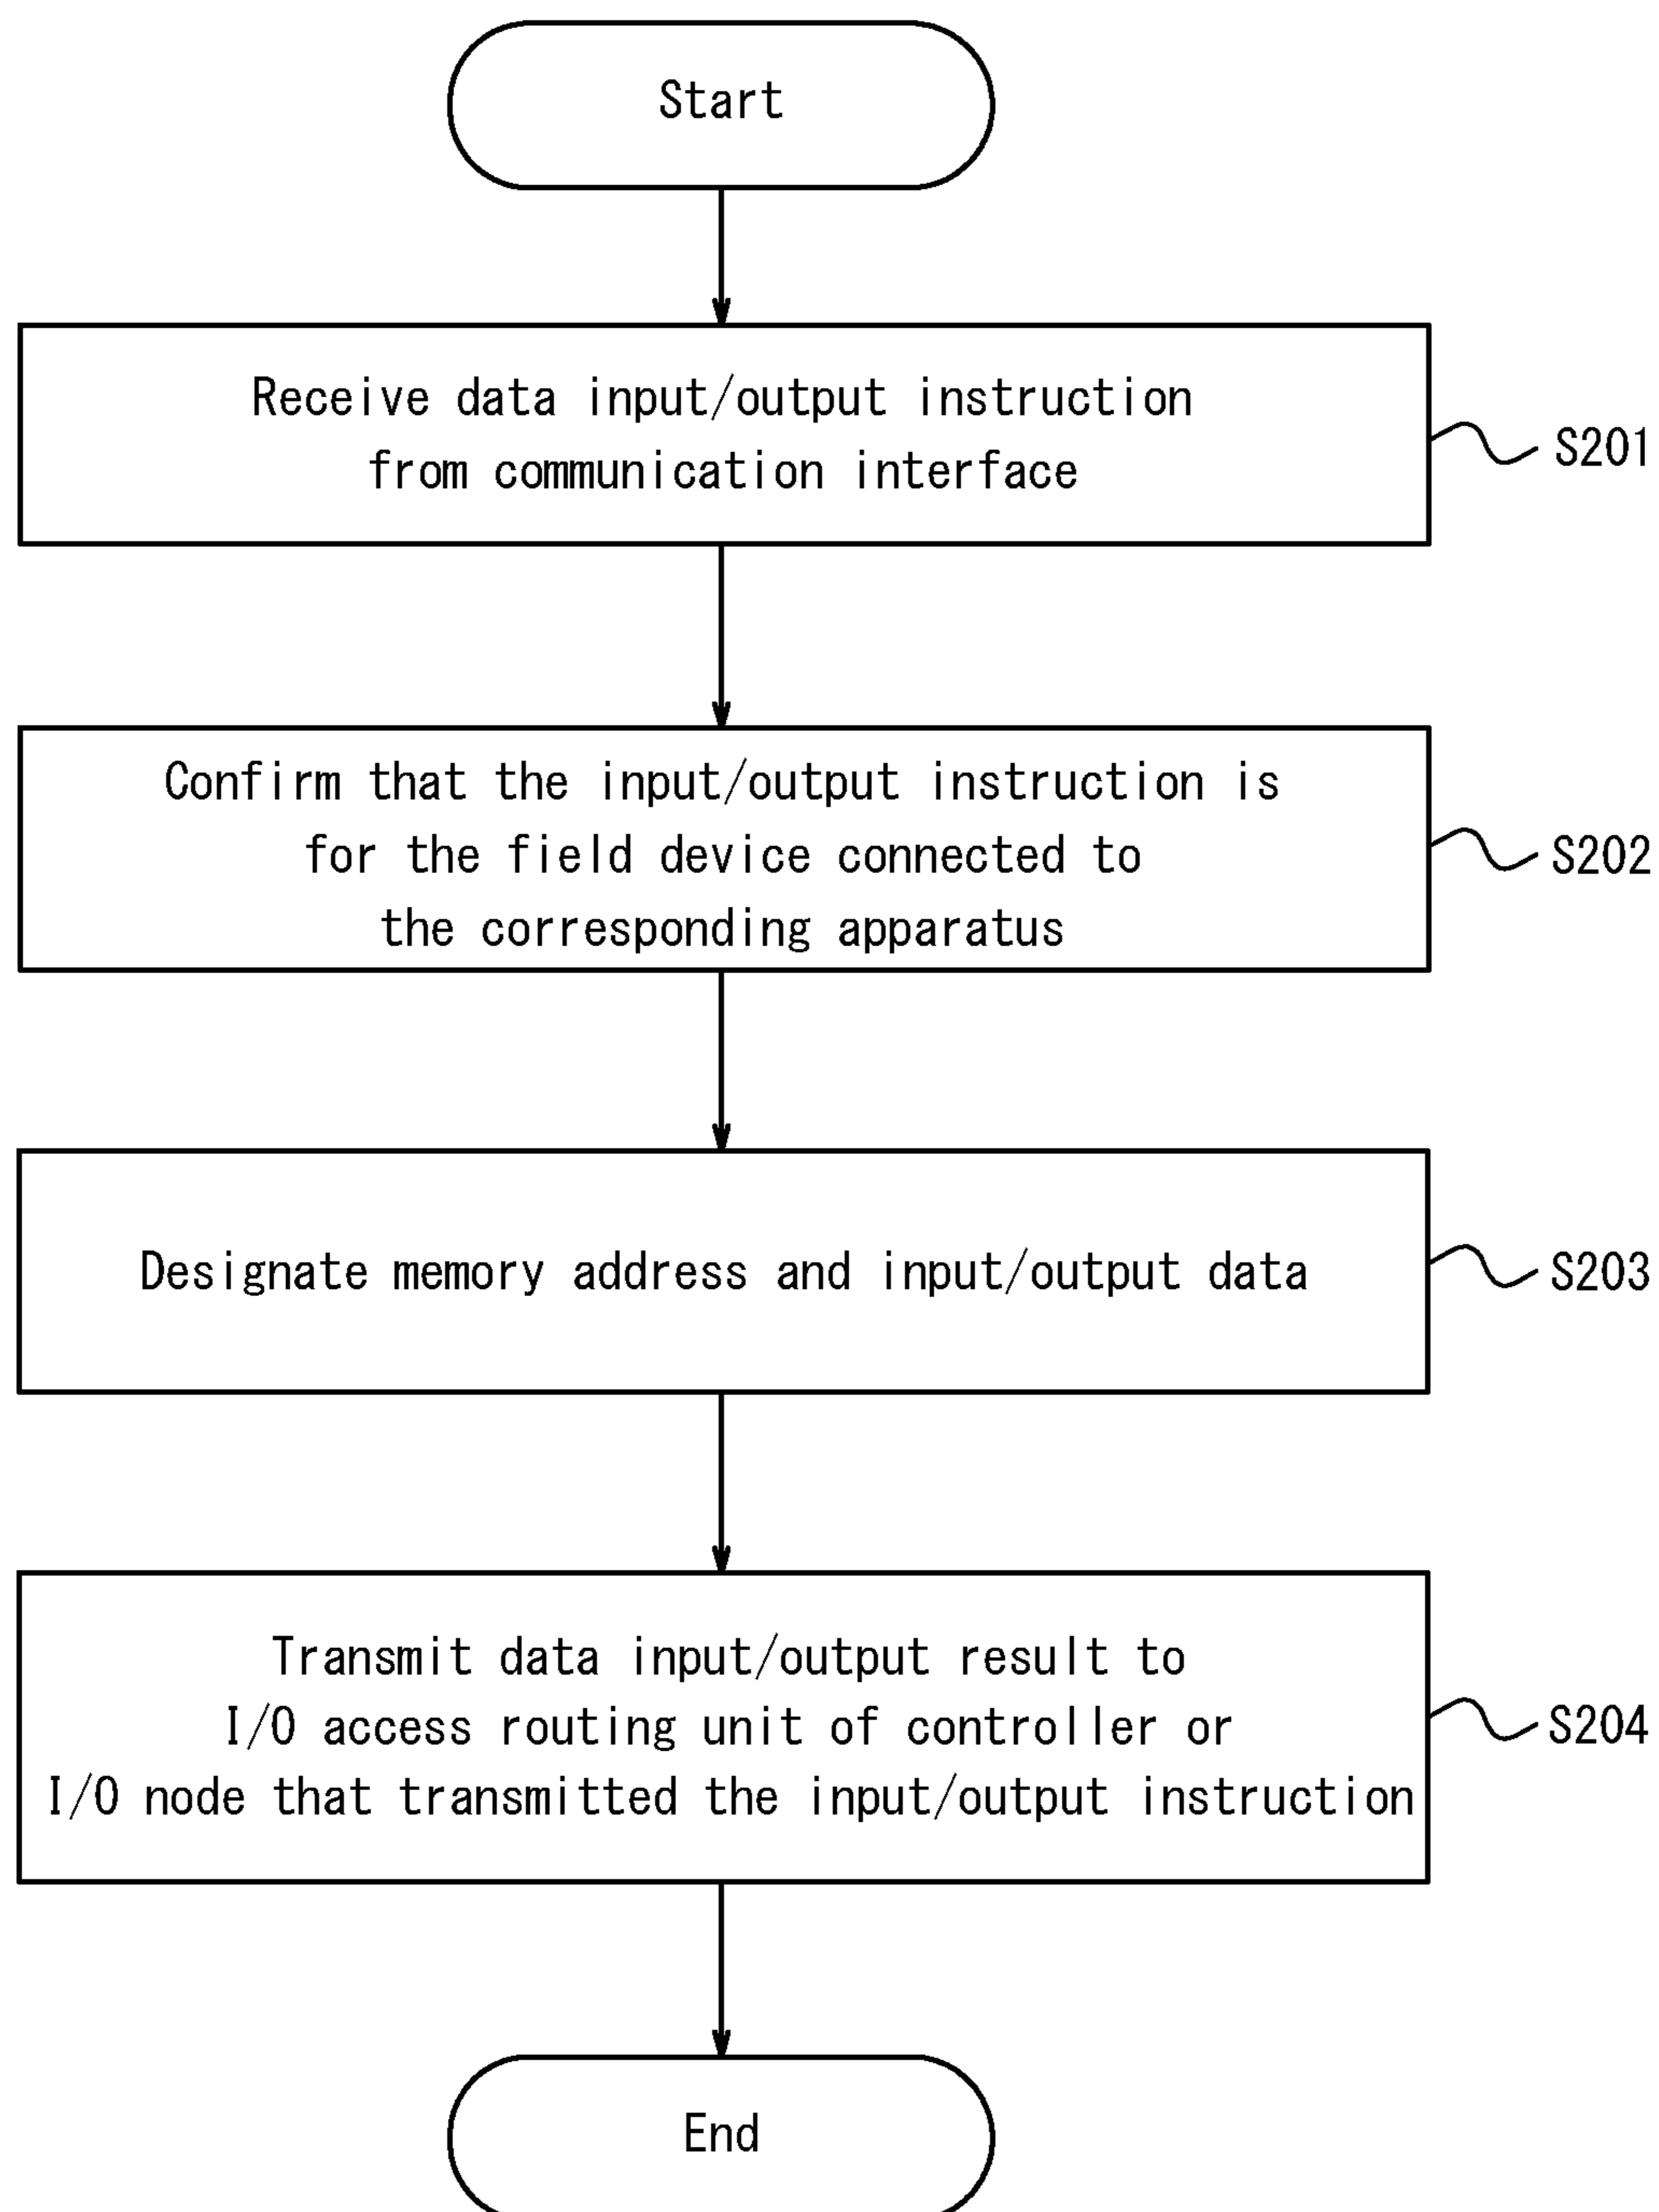 Start
Receive data input/output instruction
from communication interface
S201
Confirm that the input/output instruction is
for the field device connected to
the corresponding apparatus
S202
Designate memory address and input/output data
S203
Transmit data input/output result to
I/O access routing unit of controller or
I/O node that transmitted the input/output instruction
S204
End